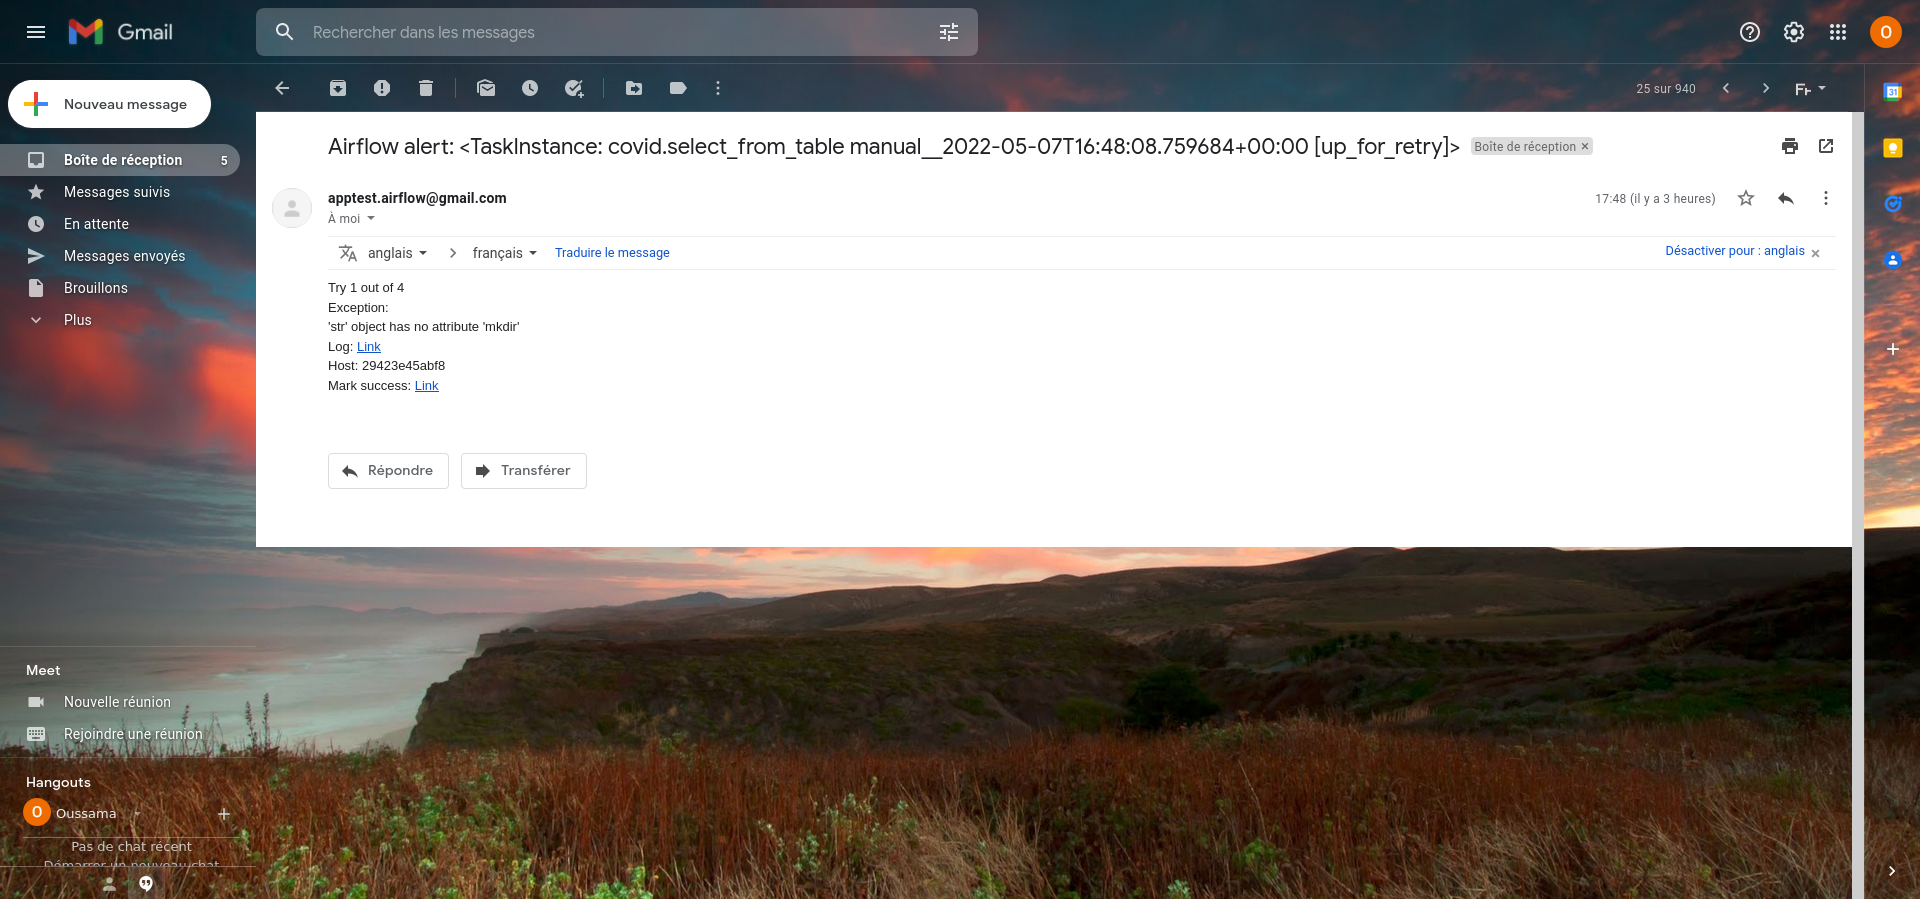 Gmail
Rechercher dans les messages
O
Nouveau message
25 sur 940
Boîte de réception 5
Messages suivis
En attente
Messages envoyés
Brouillons
Plus
Airflow alert: <TaskInstance: covid.select_from_table manual__2022-05-07T16:48:08.759684+00:00 [up_for_retry]> Boîte de réception ×
apptest.airflow@gmail.com
17:48 (il y a 3 heures)
À moi
anglais français Traduire le message
Désactiver pour : anglais
Try 1 out of 4
Exception:
'str' object has no attribute 'mkdir'
Log: Link
Host: 29423e45abf8
Mark success: Link
Répondre Transférer
Meet
Nouvelle réunion
Rejoindre une réunion
Hangouts
O Oussama
Pas de chat récent
Démarrer un nouveau chat
31